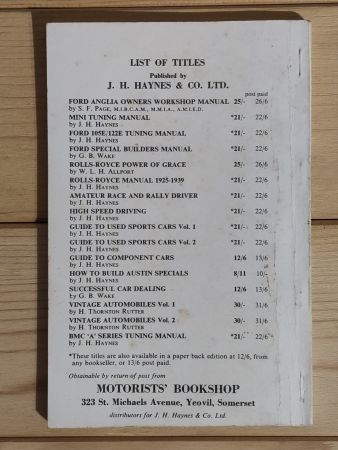 LIST OF TITLES
Published by
J. H. HAYNES & CO. LTD.
post paid
FORD ANGLIA OWNERS WORKSHOP MANUAL 25/- 26/6
by S. F. PAGE, M.I.B.C.A.M., M.M.I.A., A.M.I.E.D.
MINI TUNING MANUAL *21/- 22/6
by J. H. HAYNES
FORD 105E/122E TUNING MANUAL *21/- 22/6
by J. H. HAYNES
FORD SPECIAL BUILDERS MANUAL *21/- 22/6
by G. B. WAKE
ROLLS-ROYCE POWER OF GRACE 25/- 26/6
by W. L. H. ALLPORT
ROLLS-ROYCE MANUAL 1925-1939 *21/- 22/6
by J. H. HAYNES
AMATEUR RACE AND RALLY DRIVER *21/- 22/6
by J. H. HAYNES
HIGH SPEED DRIVING *21/- 22/6
by J. H. HAYNES
GUIDE TO USED SPORTS CARS Vol. 1 *21/- 22/6
by J. H. HAYNES
GUIDE TO USED SPORTS CARS Vol. 2 *21/- 22/6
by J. H. HAYNES
GUIDE TO COMPONENT CARS 12/6 13/6
by J. H. HAYNES
HOW TO BUILD AUSTIN SPECIALS 8/11 10/-
by J. H. HAYNES
SUCCESSFUL CAR DEALING 12/6 13/6
by G. B. WAKE
VINTAGE AUTOMOBILES Vol. 1 30/- 31/6
by H. THORNTON RUTTER
VINTAGE AUTOMOBILES Vol. 2 30/- 31/6
by H. THORNTON RUTTER
BMC 'A' SERIES TUNING MANUAL *21/- 22/6
by J. H. HAYNES
*These titles are also available in a paper back edition at 12/6, from
any bookseller, or 13/6 post paid.
Obtainable by return of post from
MOTORISTS' BOOKSHOP
323 St. Michaels Avenue, Yeovil, Somerset
distributors for J. H. Haynes & Co. Ltd.